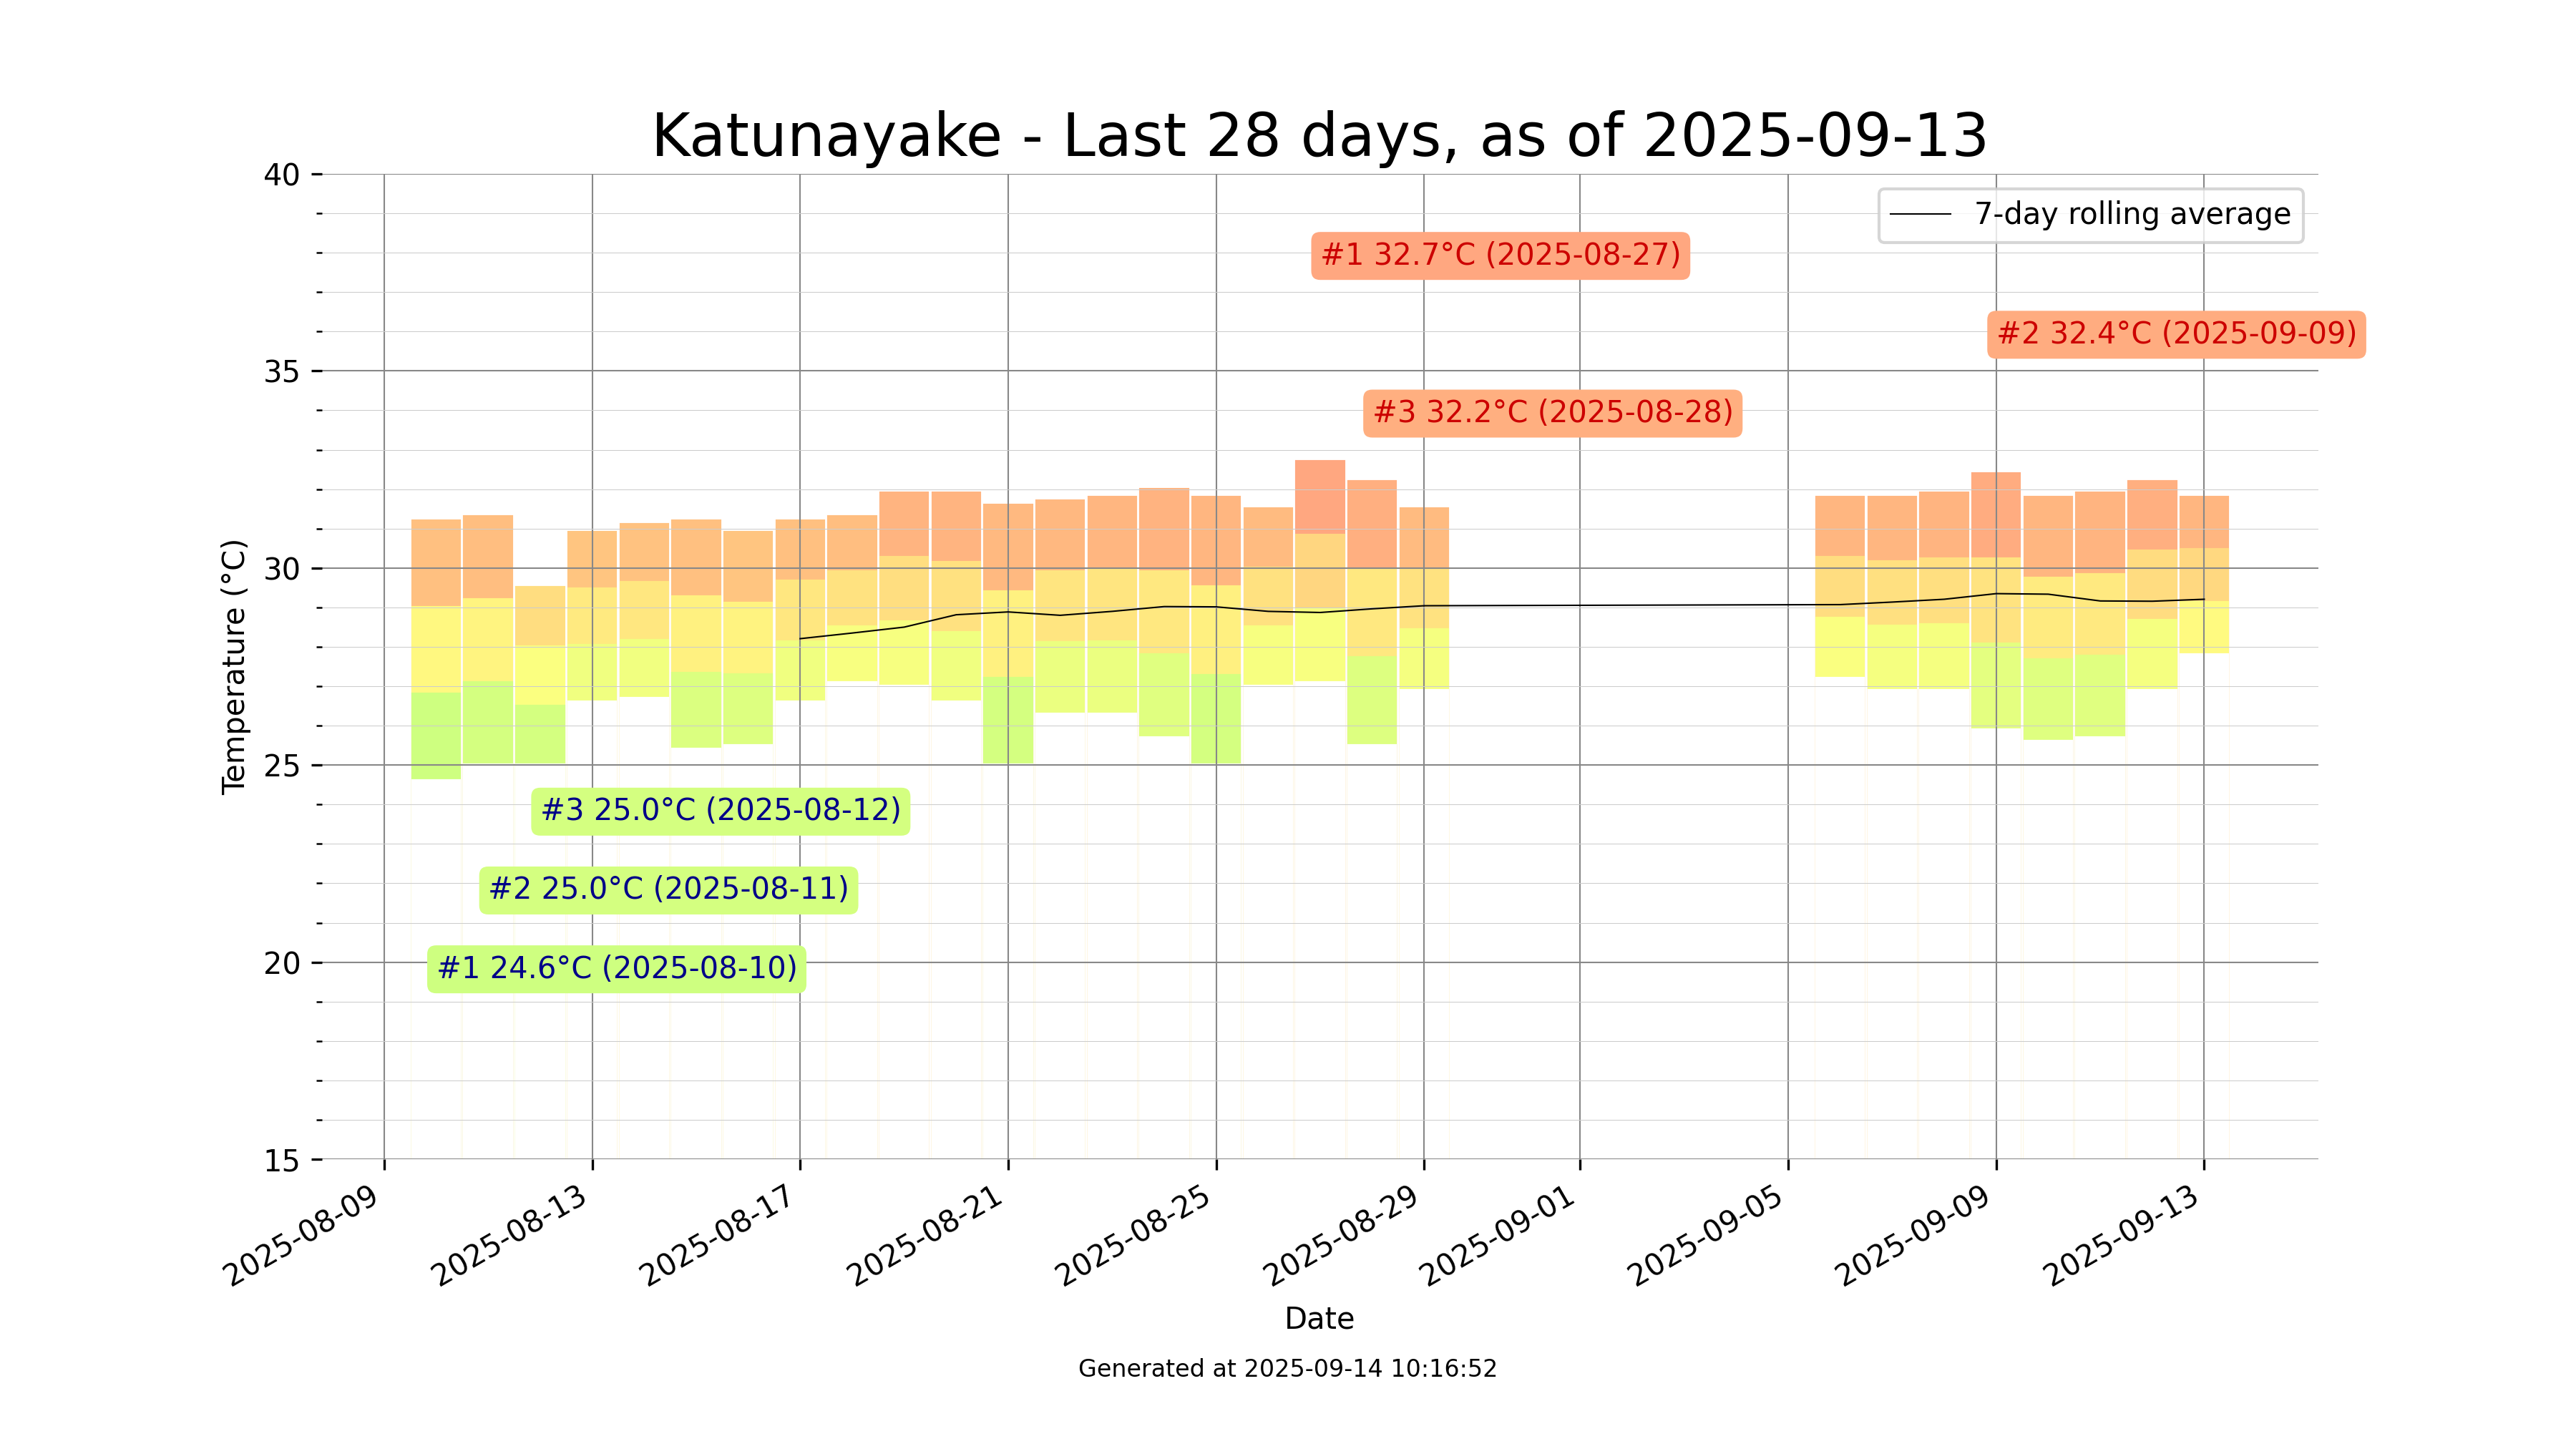 Katunayake - Last 28 days, as of 2025-09-13
40
7-day rolling average
#1 32.7°C (2025-08-27)
#2 32.4°C (2025-09-09)
35
#3 32.2°C (2025-08-28)
30
Temperature (°C)
25
#3 25.0°C (2025-08-12)
#2 25.0°C (2025-08-11)
20
#1 24.6°C (2025-08-10)
15
2025-08-09
2025-08-13
2025-08-17
2025-08-21
2025-08-25
2025-08-29
2025-09-01
2025-09-05
2025-09-09
2025-09-13
Date
Generated at 2025-09-14 10:16:52